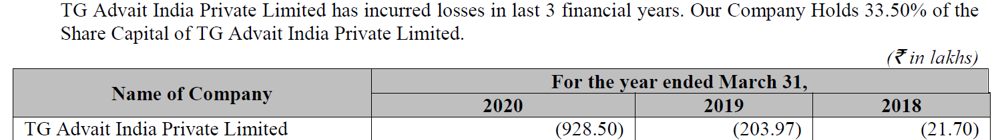 TG Advait India Private Limited has incurred losses in last 3 financial years. Our Company Holds 33.50% of the
Share Capital of TG Advait India Private Limited.
(₹ in lakhs)
Name of Company
For the year ended March 31,
2020 2019 2018
TG Advait India Private Limited (928.50) (203.97) (21.70)